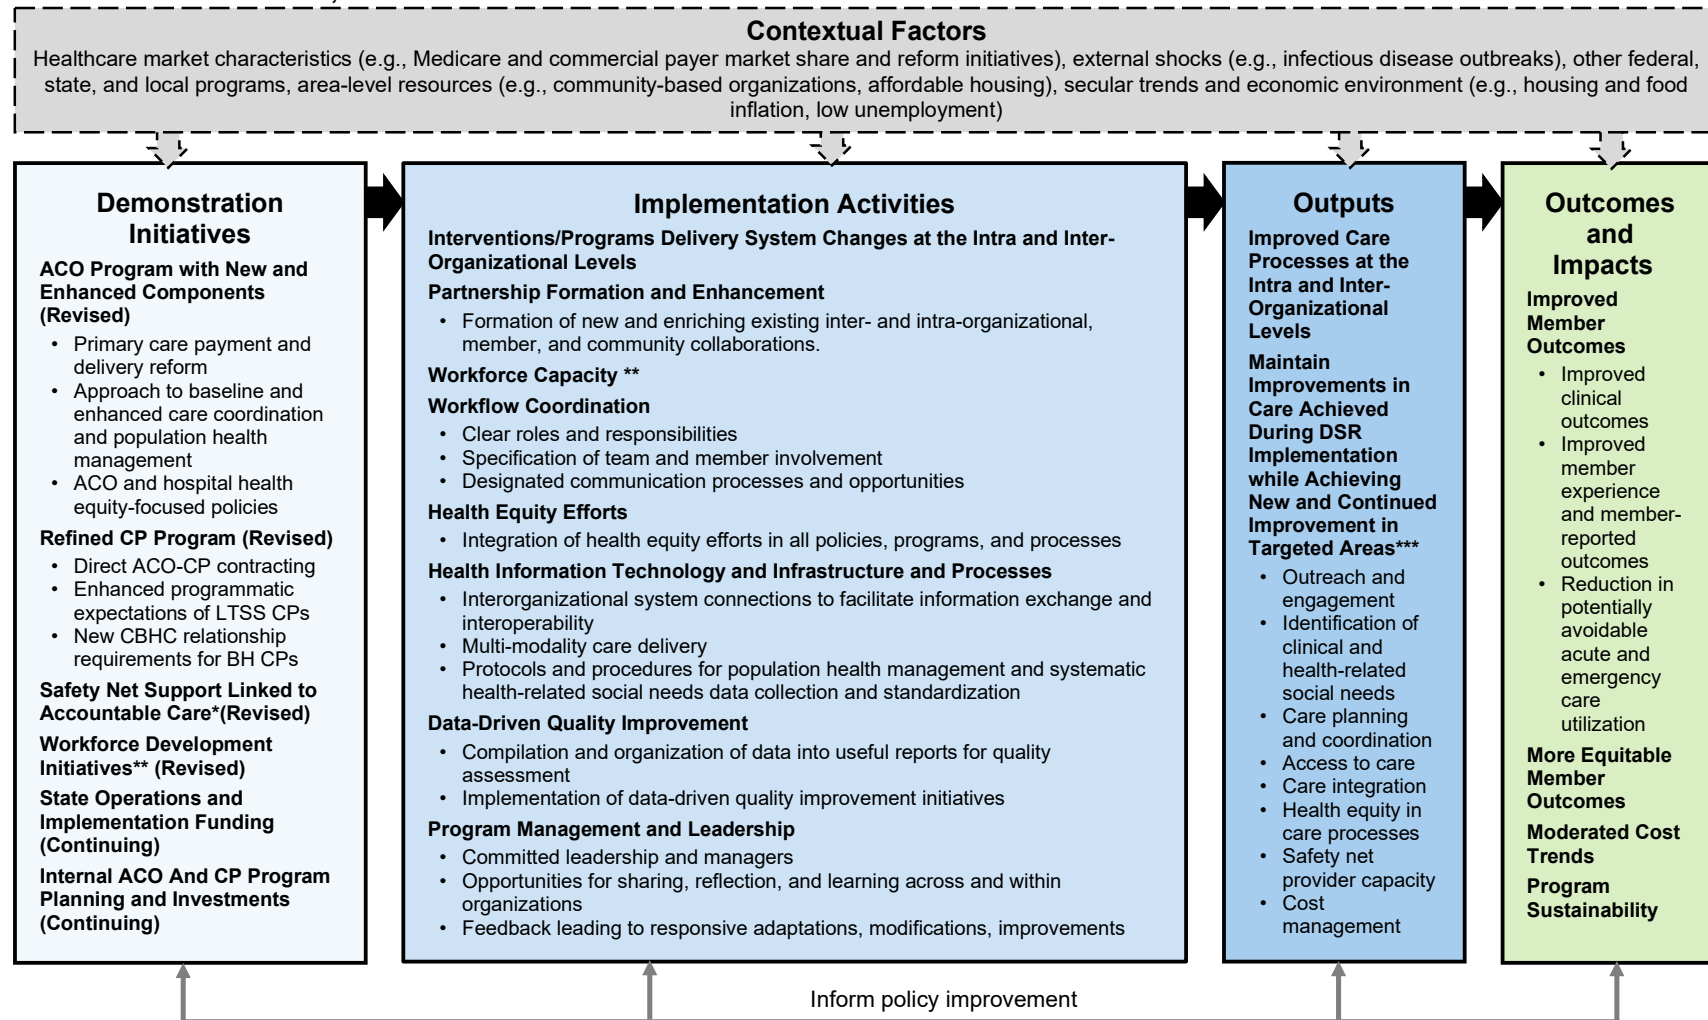 Contextual Factors
Healthcare market characteristics (e.g., Medicare and commercial payer market share and reform initiatives), external shocks (e.g., infectious disease outbreaks), other federal,
state, and local programs, area-level resources (e.g., community-based organizations, affordable housing), secular trends and economic environment (e.g., housing and food
inflation, low unemployment)
Demonstration
Initiatives
ACO Program with New and
Enhanced Components
(Revised)
• Primary care payment and
delivery reform
• Approach to baseline and
enhanced care coordination
and population health
management
• ACO and hospital health
equity-focused policies
Refined CP Program (Revised)
• Direct ACO-CP contracting
• Enhanced programmatic
expectations of LTSS CPs
• New CBHC relationship
requirements for BH CPs
Safety Net Support Linked to
Accountable Care*(Revised)
Workforce Development
Initiatives** (Revised)
State Operations and
Implementation Funding
(Continuing)
Internal ACO And CP Program
Planning and Investments
(Continuing)
Implementation Activities
Interventions/Programs Delivery System Changes at the Intra and Inter-
Organizational Levels
Partnership Formation and Enhancement
• Formation of new and enriching existing inter- and intra-organizational,
member, and community collaborations.
Workforce Capacity **
Workflow Coordination
• Clear roles and responsibilities
• Specification of team and member involvement
• Designated communication processes and opportunities
Health Equity Efforts
• Integration of health equity efforts in all policies, programs, and processes
Health Information Technology and Infrastructure and Processes
• Interorganizational system connections to facilitate information exchange and
interoperability
• Multi-modality care delivery
• Protocols and procedures for population health management and systematic
health-related social needs data collection and standardization
Data-Driven Quality Improvement
• Compilation and organization of data into useful reports for quality
assessment
• Implementation of data-driven quality improvement initiatives
Program Management and Leadership
• Committed leadership and managers
• Opportunities for sharing, reflection, and learning across and within
organizations
• Feedback leading to responsive adaptations, modifications, improvements
Outputs
Improved Care
Processes at the
Intra and Inter-
Organizational
Levels
Maintain
Improvements in
Care Achieved
During DSR
Implementation
while Achieving
New and Continued
Improvement in
Targeted Areas***
• Outreach and
engagement
• Identification of
clinical and
health-related
social needs
• Care planning
and coordination
• Access to care
• Care integration
• Health equity in
care processes
• Safety net
provider capacity
• Cost
management
Outcomes
and
Impacts
Improved
Member
Outcomes
• Improved
clinical
outcomes
• Improved
member
experience
and member-
reported
outcomes
• Reduction in
potentially
avoidable
acute and
emergency
care
utilization
More Equitable
Member
Outcomes
Moderated Cost
Trends
Program
Sustainability
Inform policy improvement